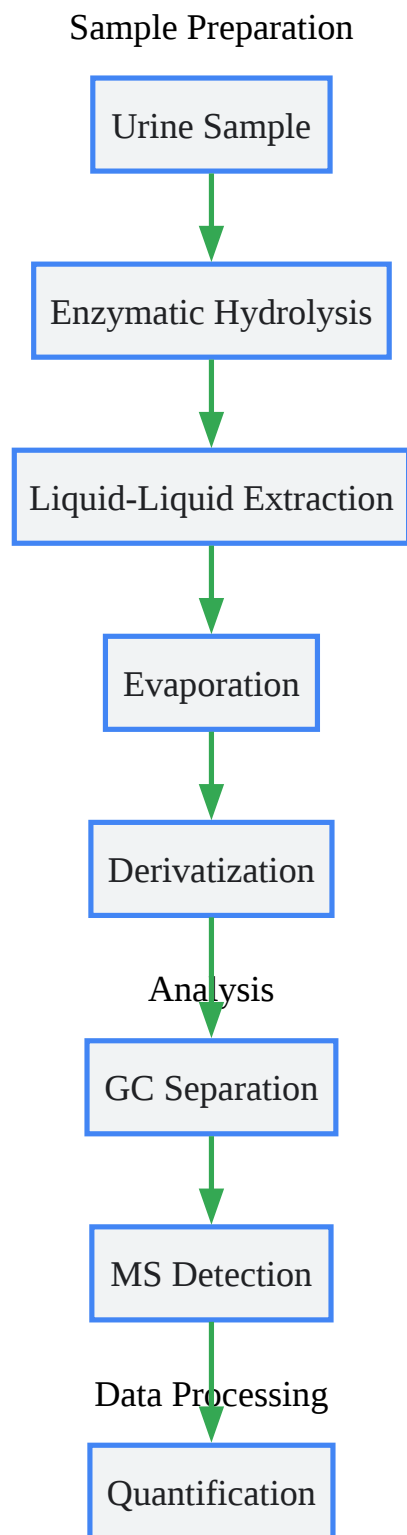 Sample Preparation
Urine Sample
Enzymatic Hydrolysis
Liquid-Liquid Extraction
Evaporation
Derivatization
Analysis
GC Separation
MS Detection
Data Processing
Quantification